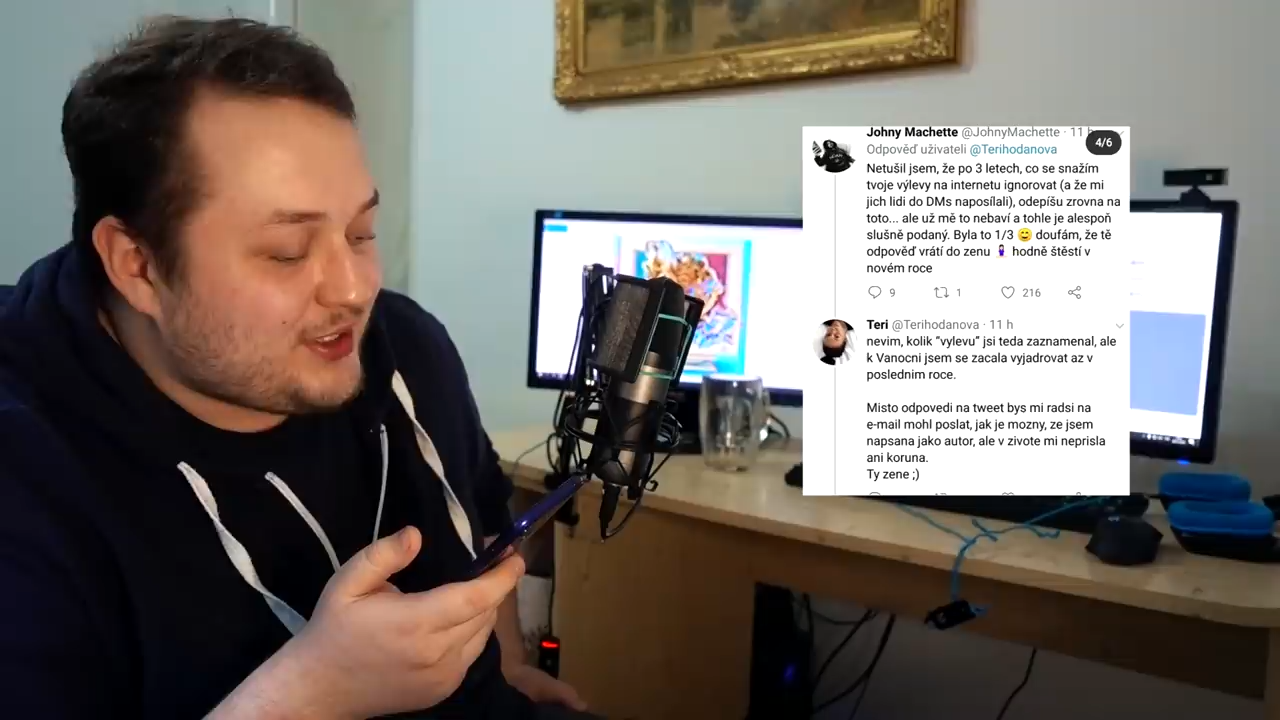 Johny Machette @JohnyMachette · 11 h
4/6
Odpověď uživateli @Terihodanova
Netušil jsem, že po 3 letech, co se snažím
tvoje výlevy na internetu ignorovat (a že mi
jich lidi do DMs naposílali), odepíšu zrovna na
toto... ale už mě to nebaví a tohle je alespoň
slušně podaný. Byla to 1/3 😄 doufám, že tě
odpověď vrátí do zenu 🧘‍♀️ hodně štěstí v
novém roce
9 1 216
Teri @Terihodanova · 11 h
nevim, kolik "vylevu" jsi teda zaznamenal, ale
k Vanocni jsem se zacala vyjadrovat az v
poslednim roce.
Misto odpovedi na tweet bys mi radsi na
e-mail mohl poslat, jak je mozny, ze jsem
napsana jako autor, ale v zivote mi neprisla
ani koruna.
Ty zene ;)